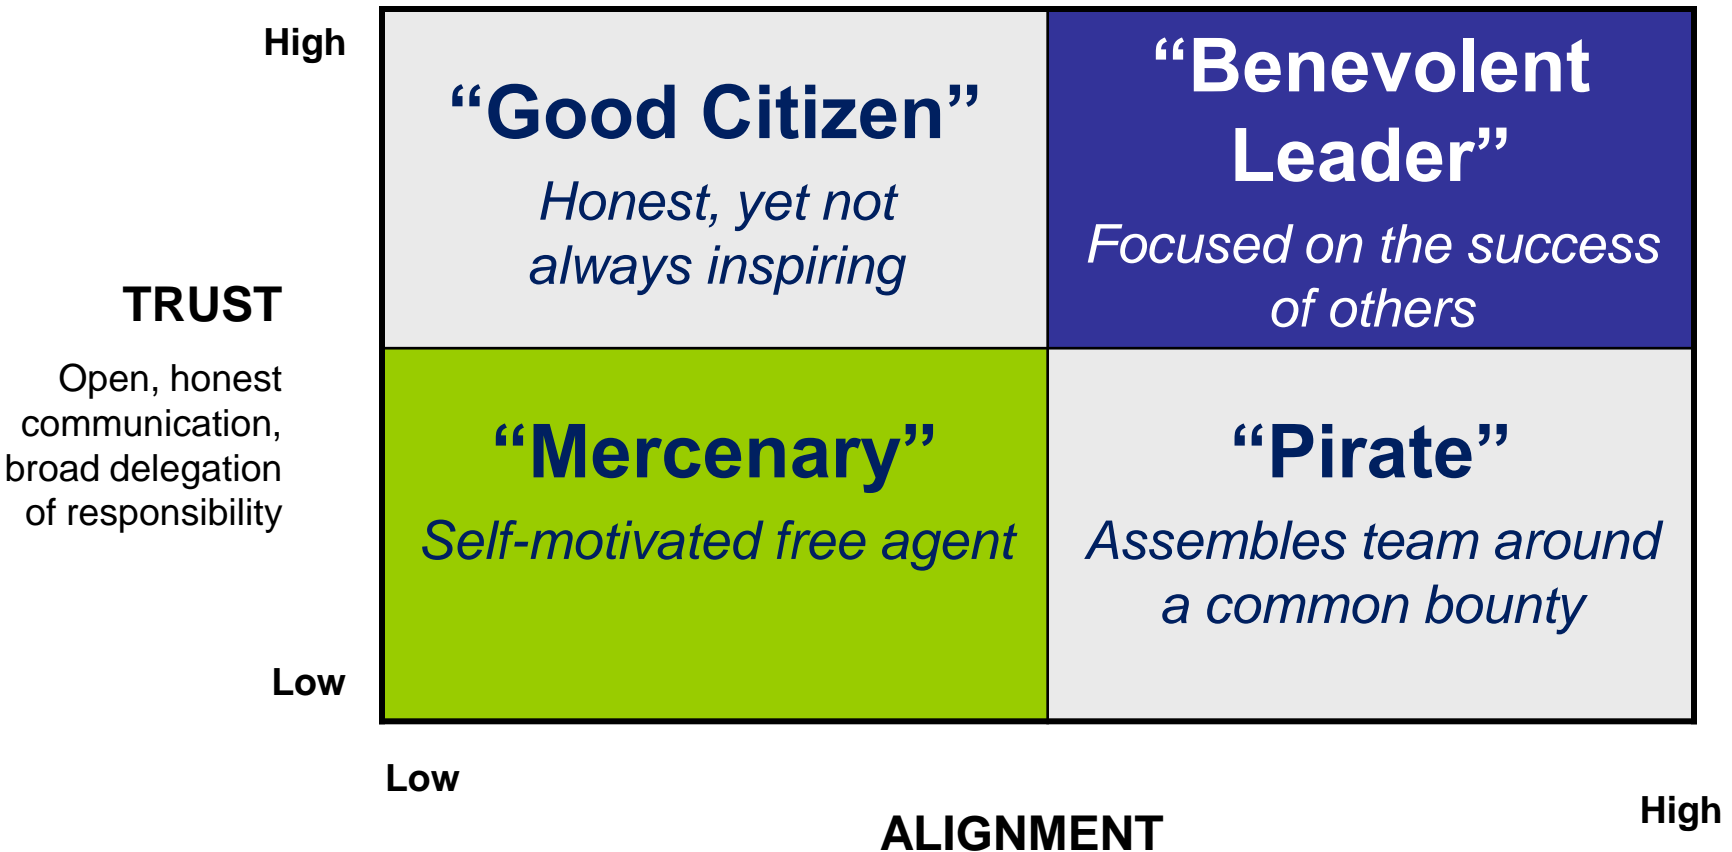 High
“Good Citizen”
Honest, yet not
always inspiring
“Benevolent
Leader”
Focused on the success
of others
TRUST
Open, honest
communication,
broad delegation
of responsibility
“Mercenary”
Self-motivated free agent
“Pirate”
Assembles team around
a common bounty
Low
Low
High
ALIGNMENT